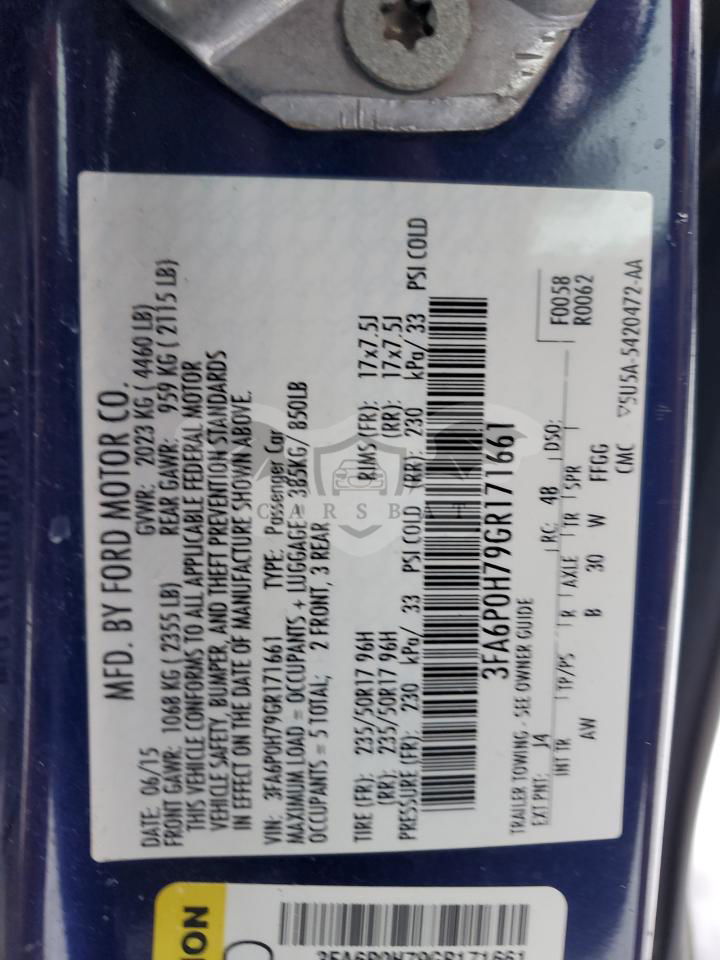 MFD. BY FORD MOTOR CO.
DATE: 06/15 GVWR: 2023 KG ( 4460 LB)
FRONT GAWR: 1068 KG ( 2355 LB) REAR GAWR: 959 KG ( 2115 LB)
THIS VEHICLE CONFORMS TO ALL APPLICABLE FEDERAL MOTOR
VEHICLE SAFETY, BUMPER, AND THEFT PREVENTION STANDARDS
IN EFFECT ON THE DATE OF MANUFACTURE SHOWN ABOVE.
VIN: 3FA6P0H79GR171661 TYPE: Passenger Car
MAXIMUM LOAD = OCCUPANTS + LUGGAGE = 385KG / 850LB
OCCUPANTS = 5 TOTAL; 2 FRONT, 3 REAR
TIRE (FR): 235/50R17 96H RIMS (FR): 17x7.5J
(RR): 235/50R17 96H (RR): 17x7.5J
PRESSURE (FR): 230 kPa/ 33 PSI COLD (RR): 230 kPa/ 33 PSI COLD
3FA6P0H79GR171661
TRAILER TOWING - SEE OWNER GUIDE
EXT PNT: J4 RC: 48 DSO: F0058
R0062
INT TR TP/PS R AXLE TR SPR
AW B 30 W FFGG
CMC ▽5U5A-5420472-AA
CARSBAT
ION
3FA6P0H79GR171661